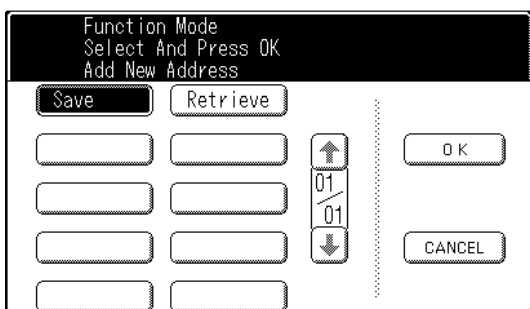 Function Mode
Select And Press OK
Add New Address
Save
Retrieve
01
01
OK
CANCEL